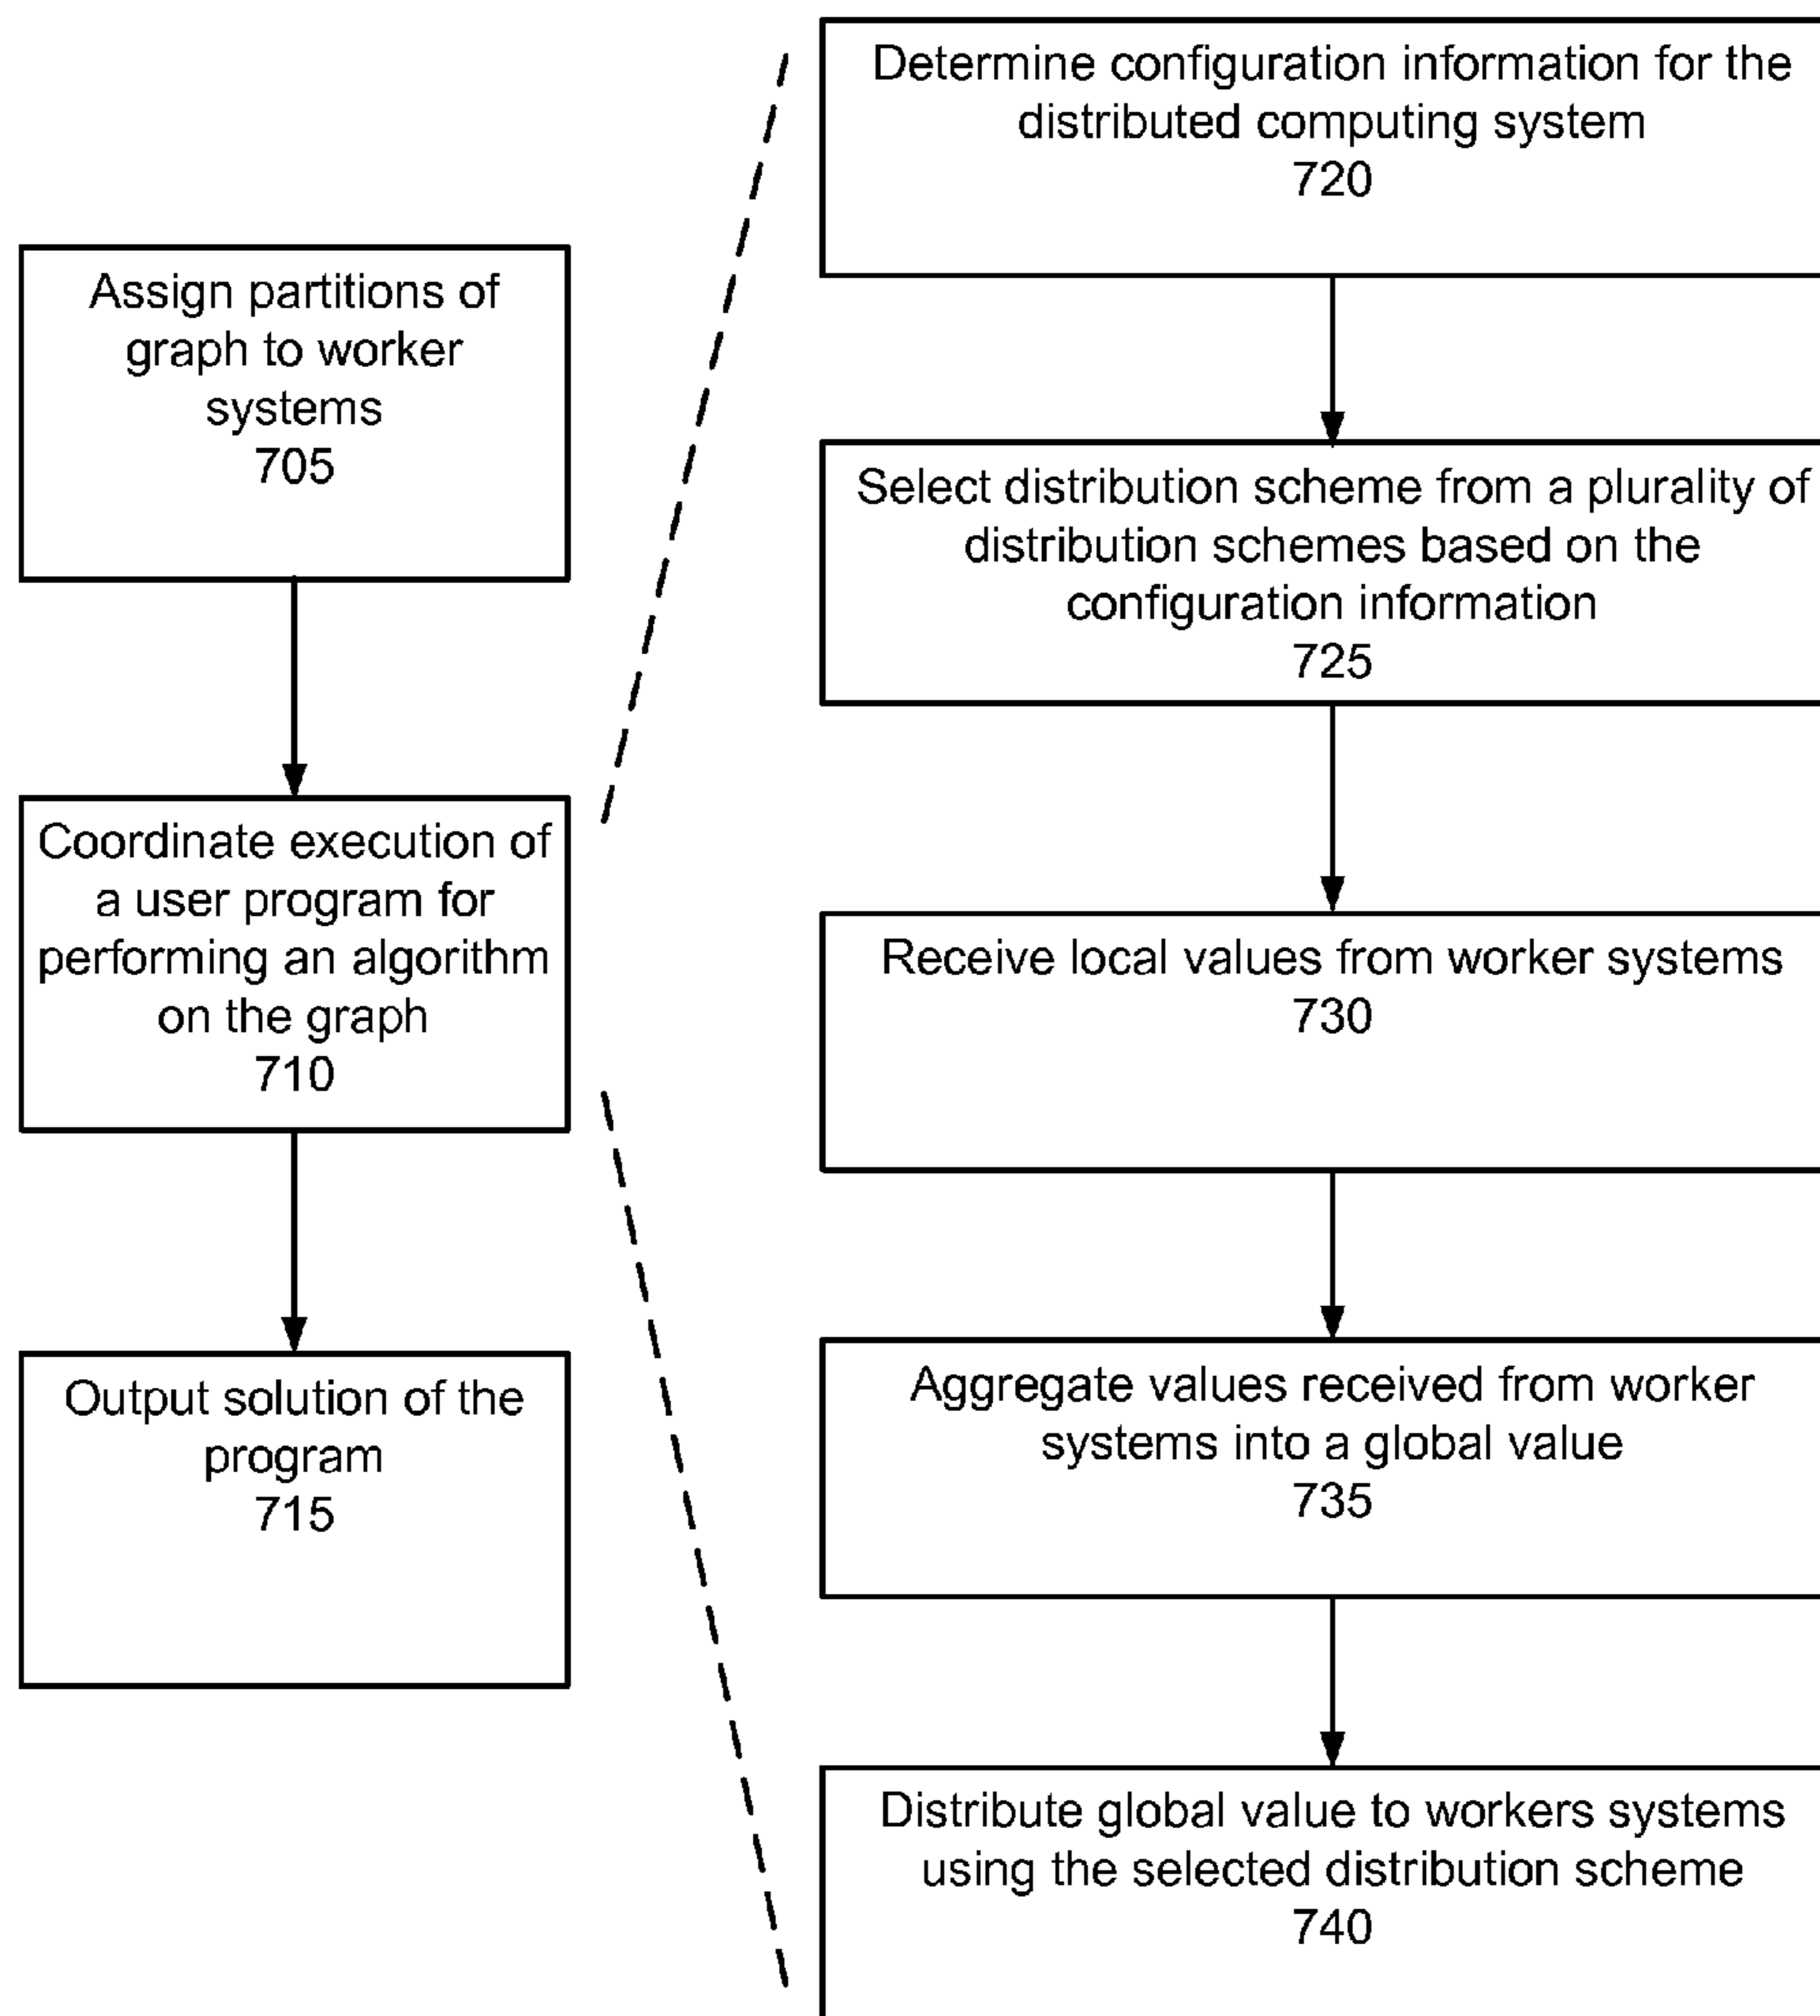 Assign partitions of
graph to worker
systems
705
Coordinate execution of
a user program for
performing an algorithm
on the graph
710
Output solution of the
program
715
Determine configuration information for the
distributed computing system
720
Select distribution scheme from a plurality of
distribution schemes based on the
configuration information
725
Receive local values from worker systems
730
Aggregate values received from worker
systems into a global value
735
Distribute global value to workers systems
using the selected distribution scheme
740